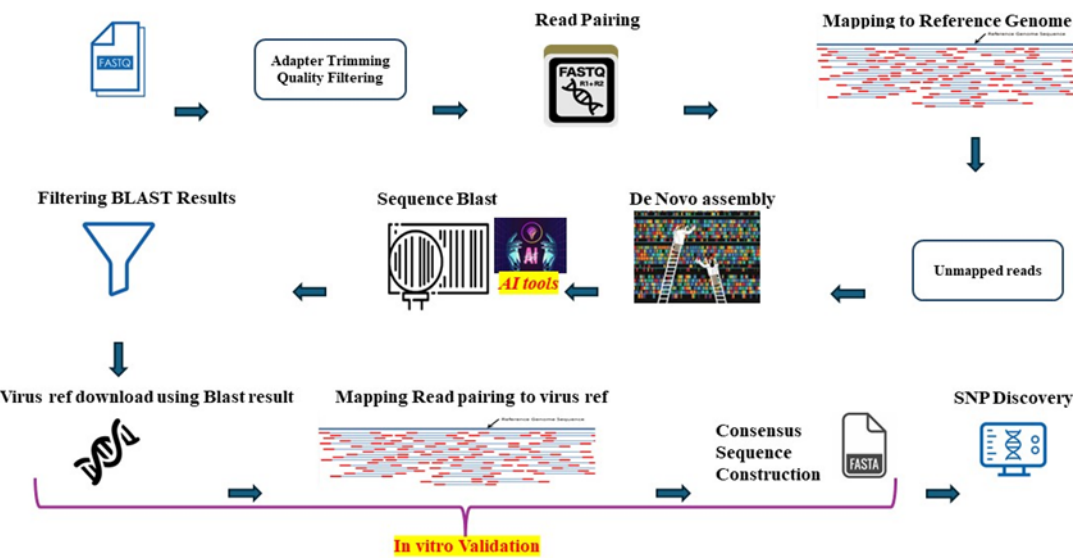 Read Pairing
Mapping to Reference Genome
Reference Genome Sequence
FASTQ
Adapter Trimming
Quality Filtering
FASTQ
R1+R2
Filtering BLAST Results
Sequence Blast
De Novo assembly
AI
AI tools
Unmapped reads
Virus ref download using Blast result
Mapping Read pairing to virus ref
SNP Discovery
Reference Genome Sequence
Consensus
Sequence
Construction
FASTA
In vitro Validation